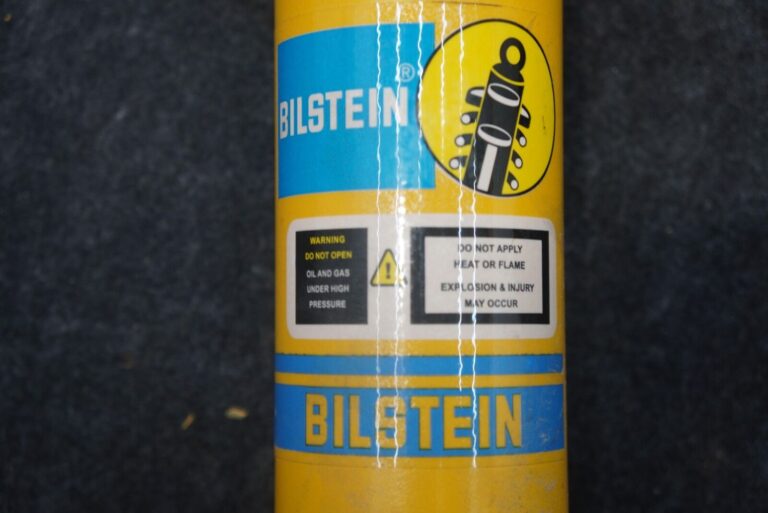 BILSTEIN®
WARNING
DO NOT OPEN
OIL AND GAS
UNDER HIGH
PRESSURE
DO NOT APPLY
HEAT OR FLAME
EXPLOSION & INJURY
MAY OCCUR
BILSTEIN